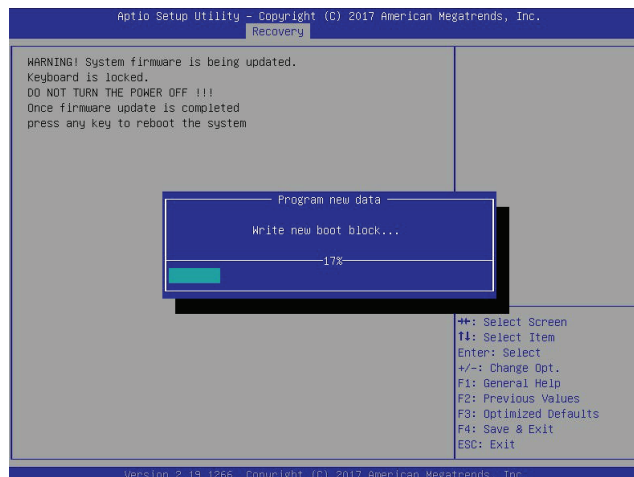 Aptio Setup Utility – Copyright (C) 2017 American Megatrends, Inc.
Recovery
WARNING! System firmware is being updated.
Keyboard is locked.
DO NOT TURN THE POWER OFF !!!
Once firmware update is completed
press any key to reboot the system
Program new data
Write new boot block...
17%
→←: Select Screen
↑↓: Select Item
Enter: Select
+/-: Change Opt.
F1: General Help
F2: Previous Values
F3: Optimized Defaults
F4: Save & Exit
ESC: Exit
Version 2.19.1266. Copyright (C) 2017 American Megatrends, Inc.